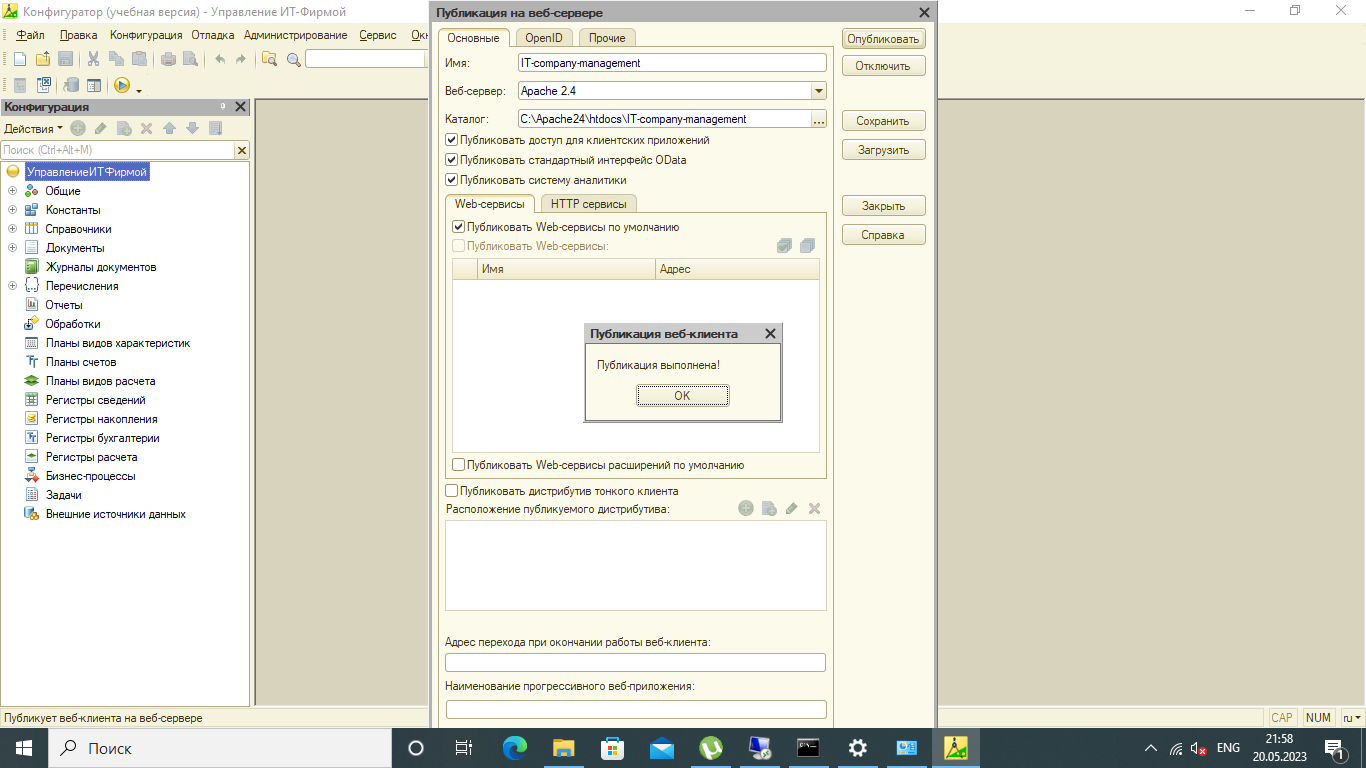 Конфигуратор (учебная версия) - Управление ИТ-Фирмой
Файл Правка Конфигурация Отладка Администрирование Сервис
Конфигурация
Действия
Поиск (Ctrl+Alt+M)
УправлениеИТФирмой
Общие
Константы
Справочники
Документы
Журналы документов
Перечисления
Отчеты
Обработки
Планы видов характеристик
Планы счетов
Планы видов расчета
Регистры сведений
Регистры накопления
Регистры бухгалтерии
Регистры расчета
Бизнес-процессы
Задачи
Внешние источники данных
Публикация на веб-сервере
Основные OpenID Прочие
Имя: IT-company-management
Веб-сервер: Apache 2.4
Каталог: C:\Apache24\htdocs\IT-company-management ...
Публиковать доступ для клиентских приложений
Публиковать стандартный интерфейс OData
Публиковать систему аналитики
Web-сервисы HTTP сервисы
Публиковать Web-сервисы по умолчанию
Публиковать Web-сервисы:
Имя Адрес
Публикация веб-клиента
Публикация выполнена!
OK
Публиковать Web-сервисы расширений по умолчанию
Публиковать дистрибутив тонкого клиента
Расположение публикуемого дистрибутива:
Адрес перехода при окончании работы веб-клиента:
Наименование прогрессивного веб-приложения:
Опубликовать
Отключить
Сохранить
Загрузить
Закрыть
Справка
Публикует веб-клиента на веб-сервере
CAP NUM ru
Поиск
ENG
21:58
20.05.2023
1